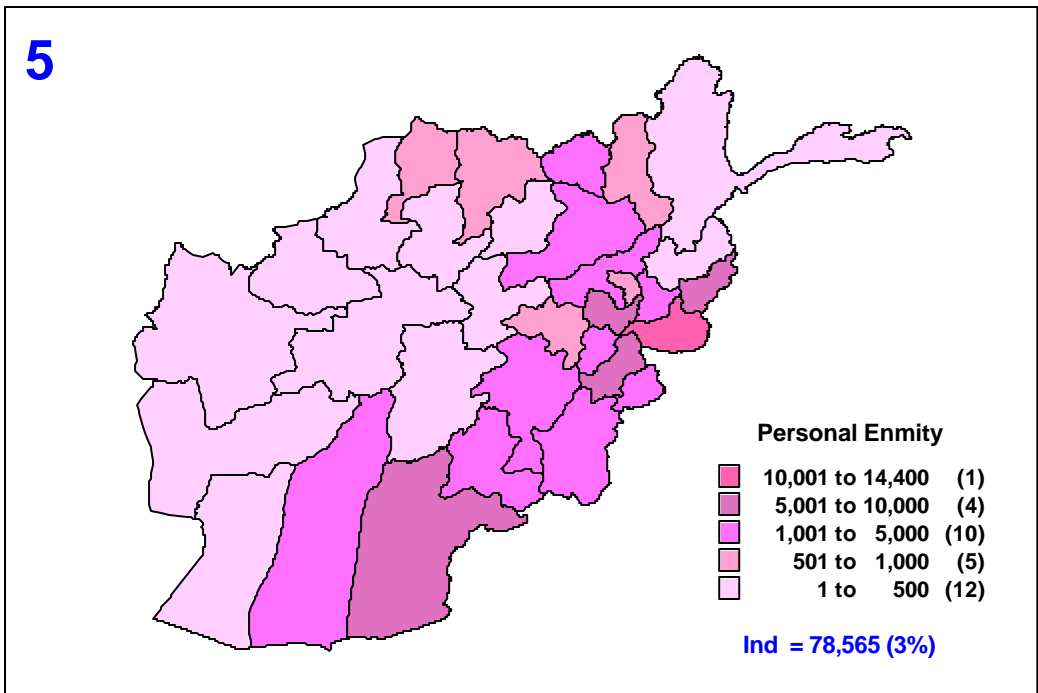 5
Personal Enmity
10,001 to 14,400 (1)
5,001 to 10,000 (4)
1,001 to 5,000 (10)
501 to 1,000 (5)
1 to 500 (12)
Ind = 78,565 (3%)